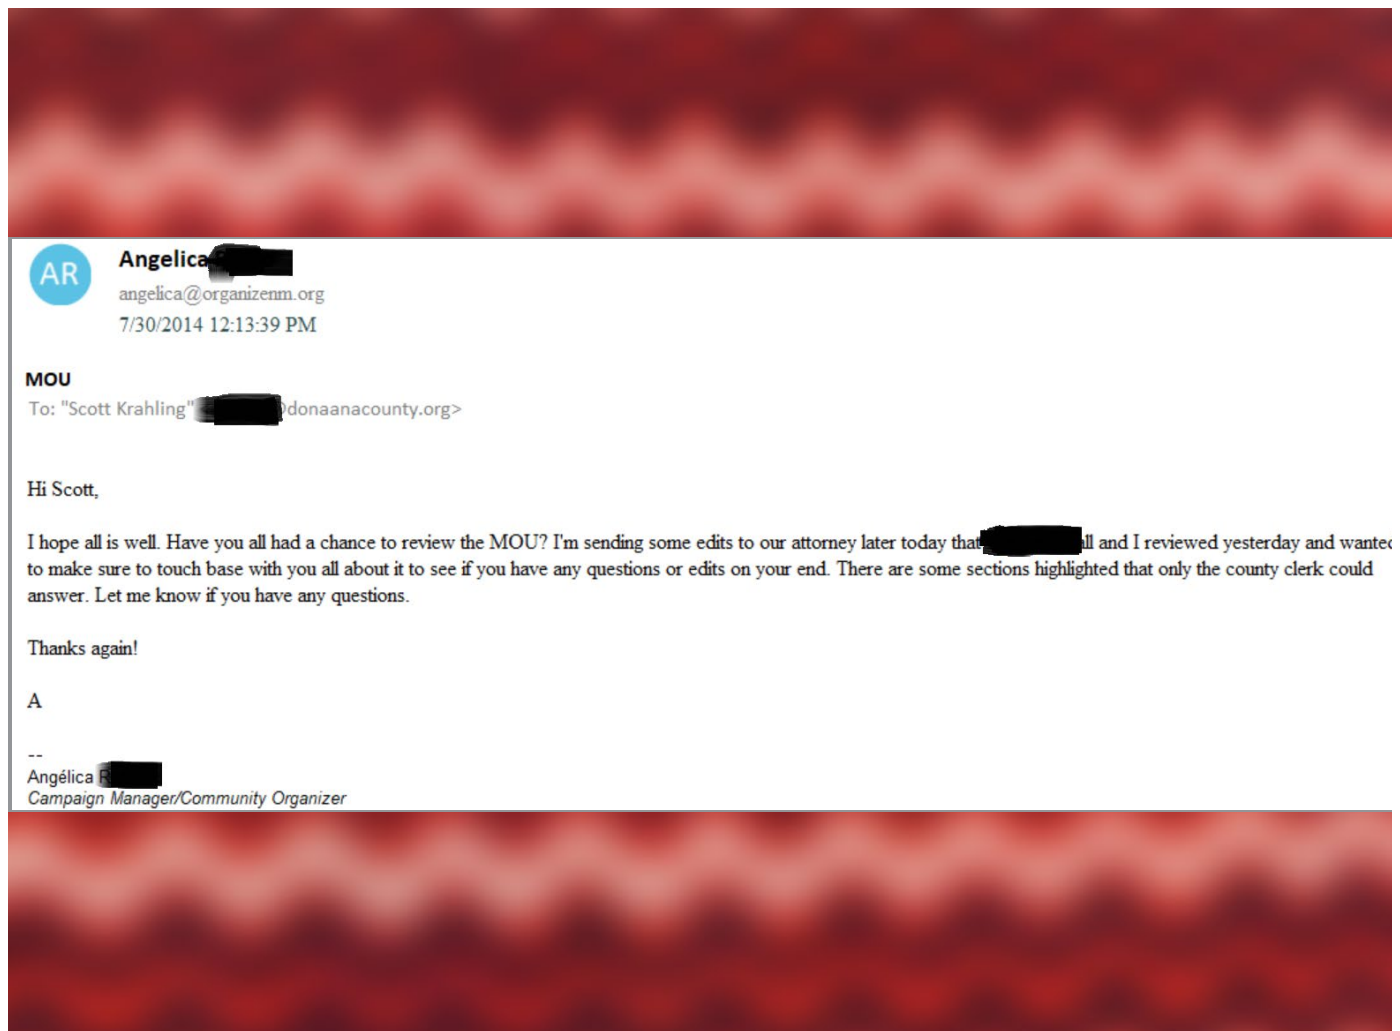 AR
Angelica
angelica@organizenm.org
7/30/2014 12:13:39 PM
MOU
To: "Scott Krahling" donaanacounty.org>
Hi Scott,
I hope all is well. Have you all had a chance to review the MOU? I'm sending some edits to our attorney later today that and I reviewed yesterday and wanted
to make sure to touch base with you all about it to see if you have any questions or edits on your end. There are some sections highlighted that only the county clerk could
answer. Let me know if you have any questions.
Thanks again!
A
--
Angélica R
Campaign Manager/Community Organizer